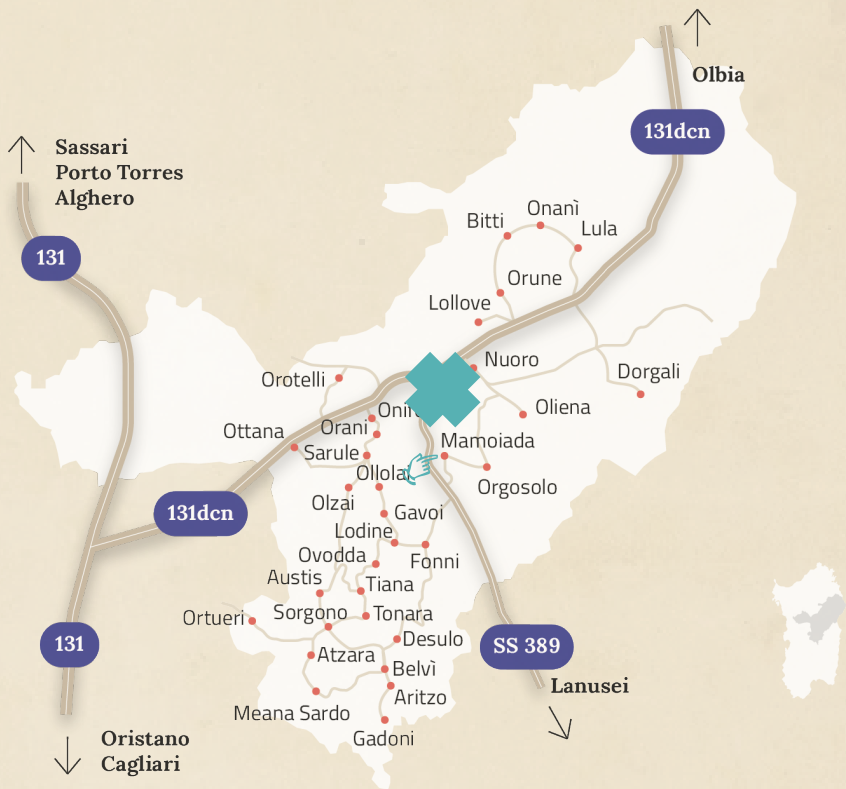 Olbia
131dcn
Sassari
Porto Torres
Alghero
131
Bitti
Onanì
Lula
Orune
Lollove
Nuoro
Orotelli
Dorgali
Oliena
Orani
Ottana
Mamoiada
Sarule
Orgosolo
Olzai
131dcn
Gavoi
Lodine
Ovodda
Fonni
Austis
Tiana
Sorgono
Tonara
Ortueri
Desulo
131
SS 389
Atzara
Belvì
Lanusei
Aritzo
Meana Sardo
Gadoni
Oristano
Cagliari